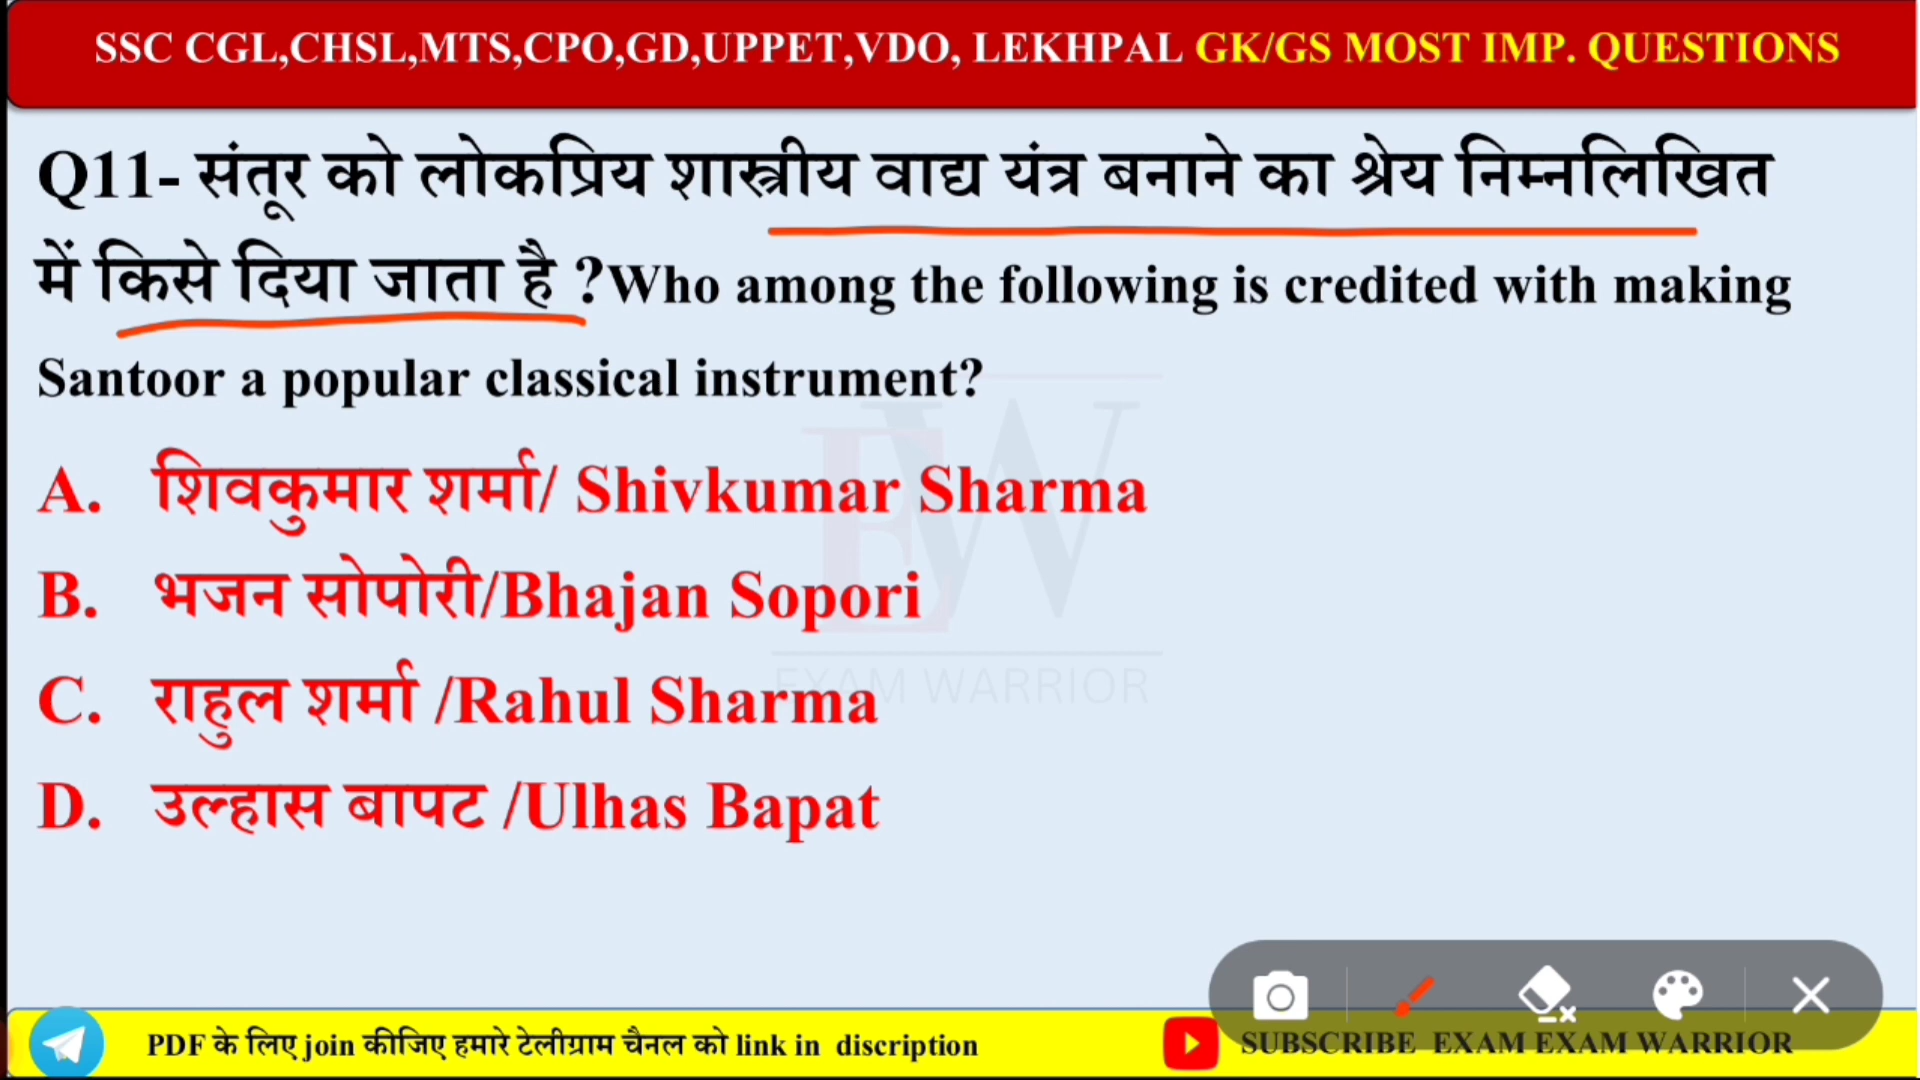 SSC CGL,CHSL,MTS,CPO,GD,UPPET,VDO, LEKHPAL GK/GS MOST IMP. QUESTIONS
Q11- संतूर को लोकप्रिय शास्त्रीय वाद्य यंत्र बनाने का श्रेय निम्नलिखित
में किसे दिया जाता है ?Who among the following is credited with making
Santoor a popular classical instrument?
A. शिवकुमार शर्मा/ Shivkumar Sharma
B. भजन सोपोरी/Bhajan Sopori
C. राहुल शर्मा /Rahul Sharma
D. उल्हास बापट /Ulhas Bapat
EW
EXAM WARRIOR
PDF के लिए join कीजिए हमारे टेलीग्राम चैनल को link in discription
SUBSCRIBE EXAM EXAM WARRIOR